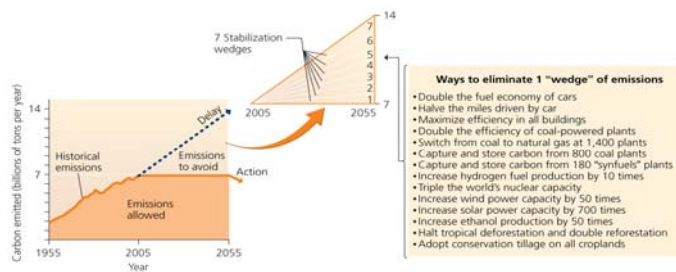 7 Stabilization
wedges
14
7
6
5
4
3
2
1
7
2005
2055
Carbon emitted (billions of tons per year)
14
7
Delay
Historical
emissions
Emissions
to avoid
Action
Emissions
allowed
1955
2005
2055
Year
Ways to eliminate 1 “wedge” of emissions
•Double the fuel economy of cars
•Halve the miles driven by car
•Maximize efficiency in all buildings
•Double the efficiency of coal-powered plants
•Switch from coal to natural gas at 1,400 plants
•Capture and store carbon from 800 coal plants
•Capture and store carbon from 180 “synfuels” plants
•Increase hydrogen fuel production by 10 times
•Triple the world’s nuclear capacity
•Increase wind power capacity by 50 times
•Increase solar power capacity by 700 times
•Increase ethanol production by 50 times
•Halt tropical deforestation and double reforestation
•Adopt conservation tillage on all croplands